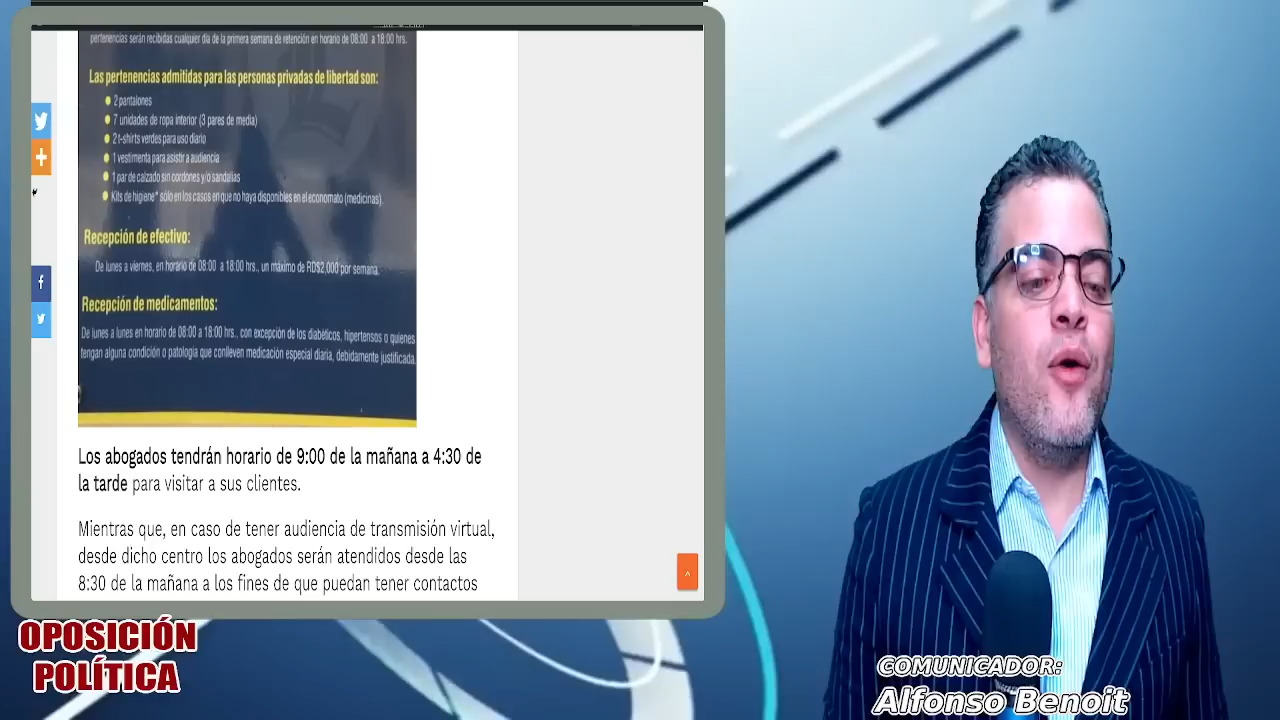 pertenencias serán recibidas cualquier día de la primera semana de retención en horario de 08:00 a 18:00 hrs.
Las pertenencias admitidas para las personas privadas de libertad son:
2 pantalones
7 unidades de ropa interior (3 pares de media)
2 t-shirts verdes para uso diario
1 vestimenta para asistir a audiencia
1 par de calzado sin cordones y/o sandalias
Kits de higiene* sólo en los casos en que no haya disponibles en el economato (medicinas).
Recepción de efectivo:
De lunes a viernes, en horario de 08:00 a 18:00 hrs., un máximo de RD$2,000 por semana.
Recepción de medicamentos:
De lunes a lunes en horario de 08:00 a 18:00 hrs., con excepción de los diabéticos, hipertensos o quienes
tengan alguna condición o patología que conlleven medicación especial diaria, debidamente justificada.
Los abogados tendrán horario de 9:00 de la mañana a 4:30 de
la tarde para visitar a sus clientes.
Mientras que, en caso de tener audiencia de transmisión virtual,
desde dicho centro los abogados serán atendidos desde las
8:30 de la mañana a los fines de que puedan tener contactos
OPOSICIÓN
POLÍTICA
COMUNICADOR:
Alfonso Benoit